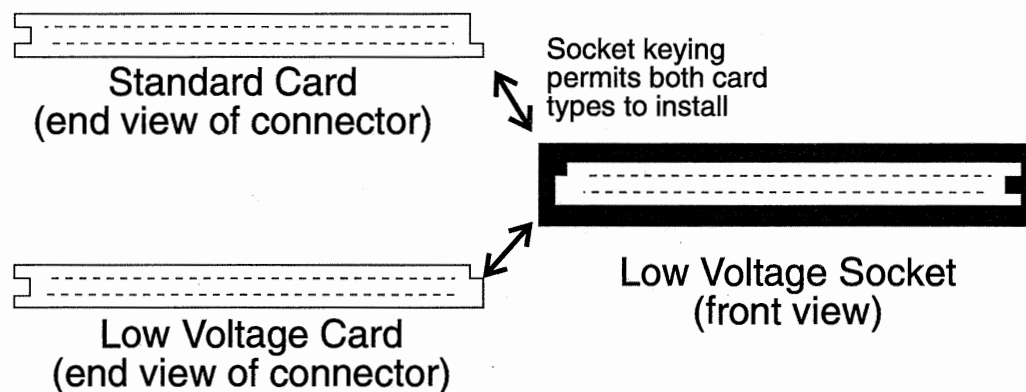 Standard Card
(end view of connector)
Socket keying
permits both card
types to install
Low Voltage Card
(end view of connector)
Low Voltage Socket
(front view)